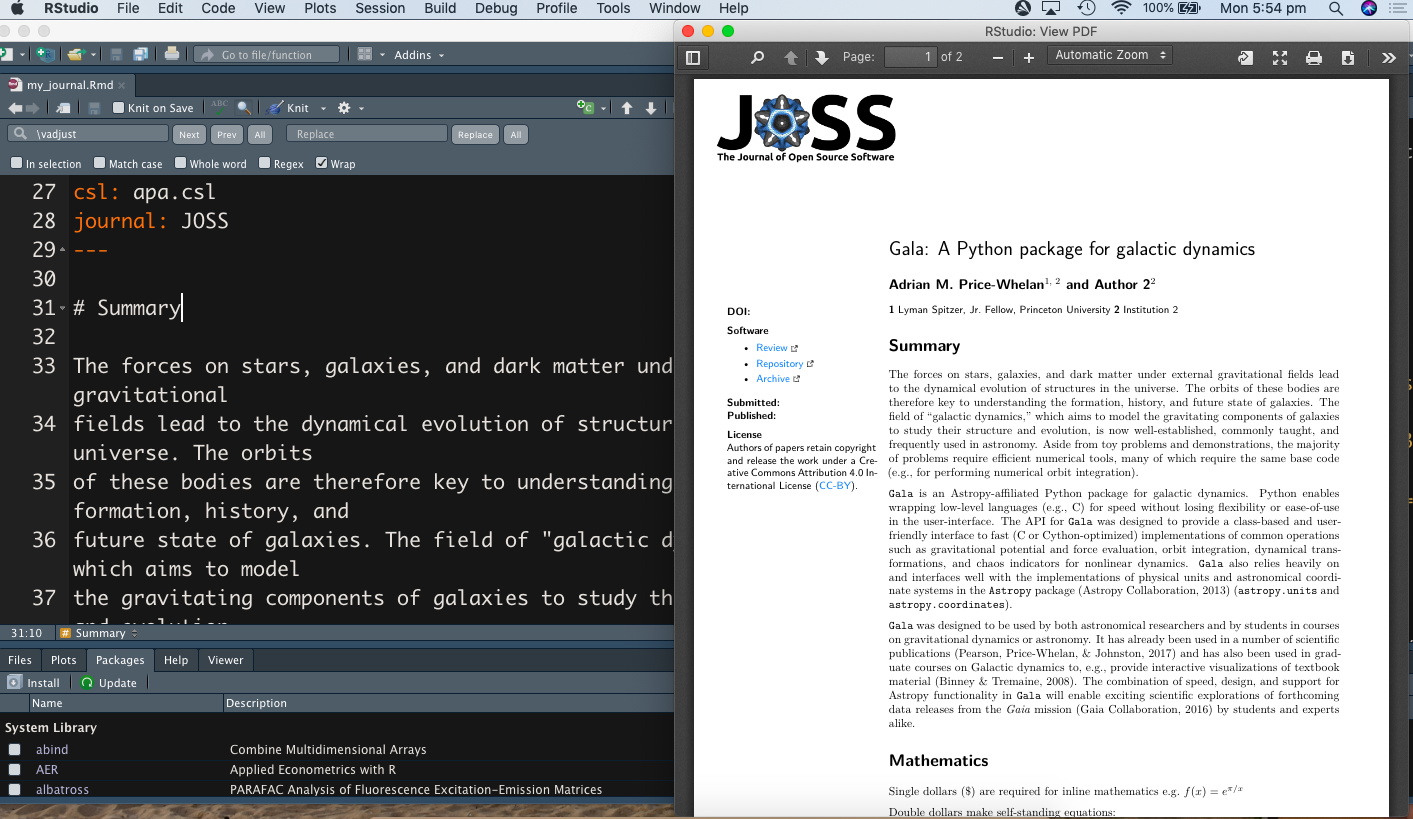 RStudio File Edit Code View Plots Session Build Debug Profile Tools Window Help 100% Mon 5:54 pm
Go to file/function Addins
my_journal.Rmd
Knit on Save ABC Knit
\vadjust Next Prev All Replace Replace All
In selection Match case Whole word Regex Wrap
27 csl: apa.csl
28 journal: JOSS
29 ---
30
31 # Summary
32
33 The forces on stars, galaxies, and dark matter und
gravitational
34 fields lead to the dynamical evolution of structur
universe. The orbits
35 of these bodies are therefore key to understanding
formation, history, and
36 future state of galaxies. The field of "galactic d
which aims to model
37 the gravitating components of galaxies to study th
and evolution
31:10 # Summary
Files Plots Packages Help Viewer
Install Update
Name Description
System Library
abind Combine Multidimensional Arrays
AER Applied Econometrics with R
albatross PARAFAC Analysis of Fluorescence Excitation-Emission Matrices
RStudio: View PDF
Page: 1 of 2 Automatic Zoom
JOSS
The Journal of Open Source Software
Gala: A Python package for galactic dynamics
Adrian M. Price-Whelan1, 2 and Author 22
1 Lyman Spitzer, Jr. Fellow, Princeton University 2 Institution 2
DOI:
Software
• Review
• Repository
• Archive
Submitted:
Published:
License
Authors of papers retain copyright
and release the work under a Cre-
ative Commons Attribution 4.0 In-
ternational License (CC-BY).
Summary
The forces on stars, galaxies, and dark matter under external gravitational fields lead
to the dynamical evolution of structures in the universe. The orbits of these bodies are
therefore key to understanding the formation, history, and future state of galaxies. The
field of “galactic dynamics,” which aims to model the gravitating components of galaxies
to study their structure and evolution, is now well-established, commonly taught, and
frequently used in astronomy. Aside from toy problems and demonstrations, the majority
of problems require efficient numerical tools, many of which require the same base code
(e.g., for performing numerical orbit integration).
Gala is an Astropy-affiliated Python package for galactic dynamics. Python enables
wrapping low-level languages (e.g., C) for speed without losing flexibility or ease-of-use
in the user-interface. The API for Gala was designed to provide a class-based and user-
friendly interface to fast (C or Cython-optimized) implementations of common operations
such as gravitational potential and force evaluation, orbit integration, dynamical trans-
formations, and chaos indicators for nonlinear dynamics. Gala also relies heavily on
and interfaces well with the implementations of physical units and astronomical coordi-
nate systems in the Astropy package (Astropy Collaboration, 2013) (astropy.units and
astropy.coordinates).
Gala was designed to be used by both astronomical researchers and by students in courses
on gravitational dynamics or astronomy. It has already been used in a number of scientific
publications (Pearson, Price-Whelan, & Johnston, 2017) and has also been used in grad-
uate courses on Galactic dynamics to, e.g., provide interactive visualizations of textbook
material (Binney & Tremaine, 2008). The combination of speed, design, and support for
Astropy functionality in Gala will enable exciting scientific explorations of forthcoming
data releases from the Gaia mission (Gaia Collaboration, 2016) by students and experts
alike.
Mathematics
Single dollars ($) are required for inline mathematics e.g. f(x) = e^{π/x}
Double dollars make self-standing equations: